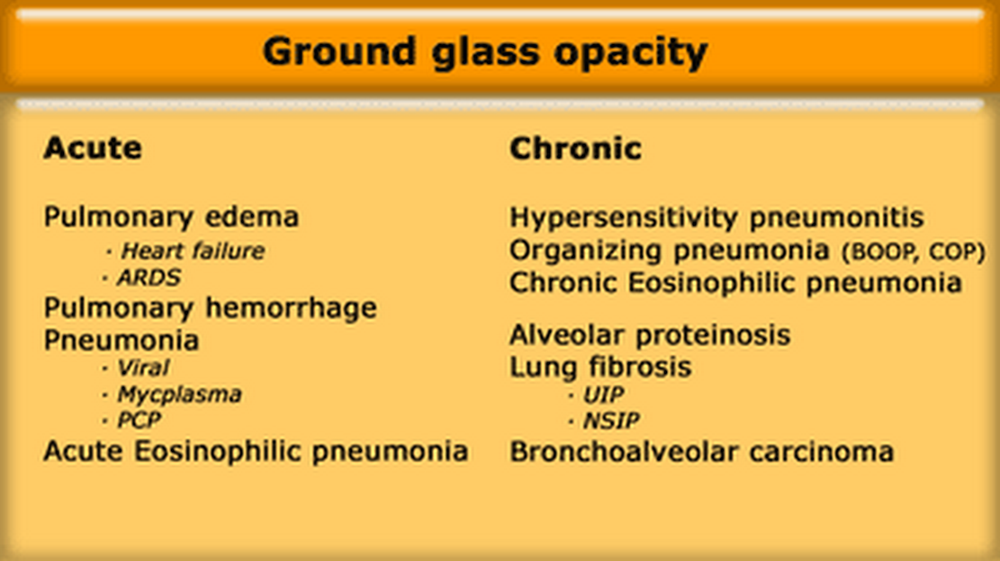 Ground glass opacity
Acute
Pulmonary edema
· Heart failure
· ARDS
Pulmonary hemorrhage
Pneumonia
· Viral
· Mycplasma
· PCP
Acute Eosinophilic pneumonia
Chronic
Hypersensitivity pneumonitis
Organizing pneumonia (BOOP, COP)
Chronic Eosinophilic pneumonia
Alveolar proteinosis
Lung fibrosis
· UIP
· NSIP
Bronchoalveolar carcinoma